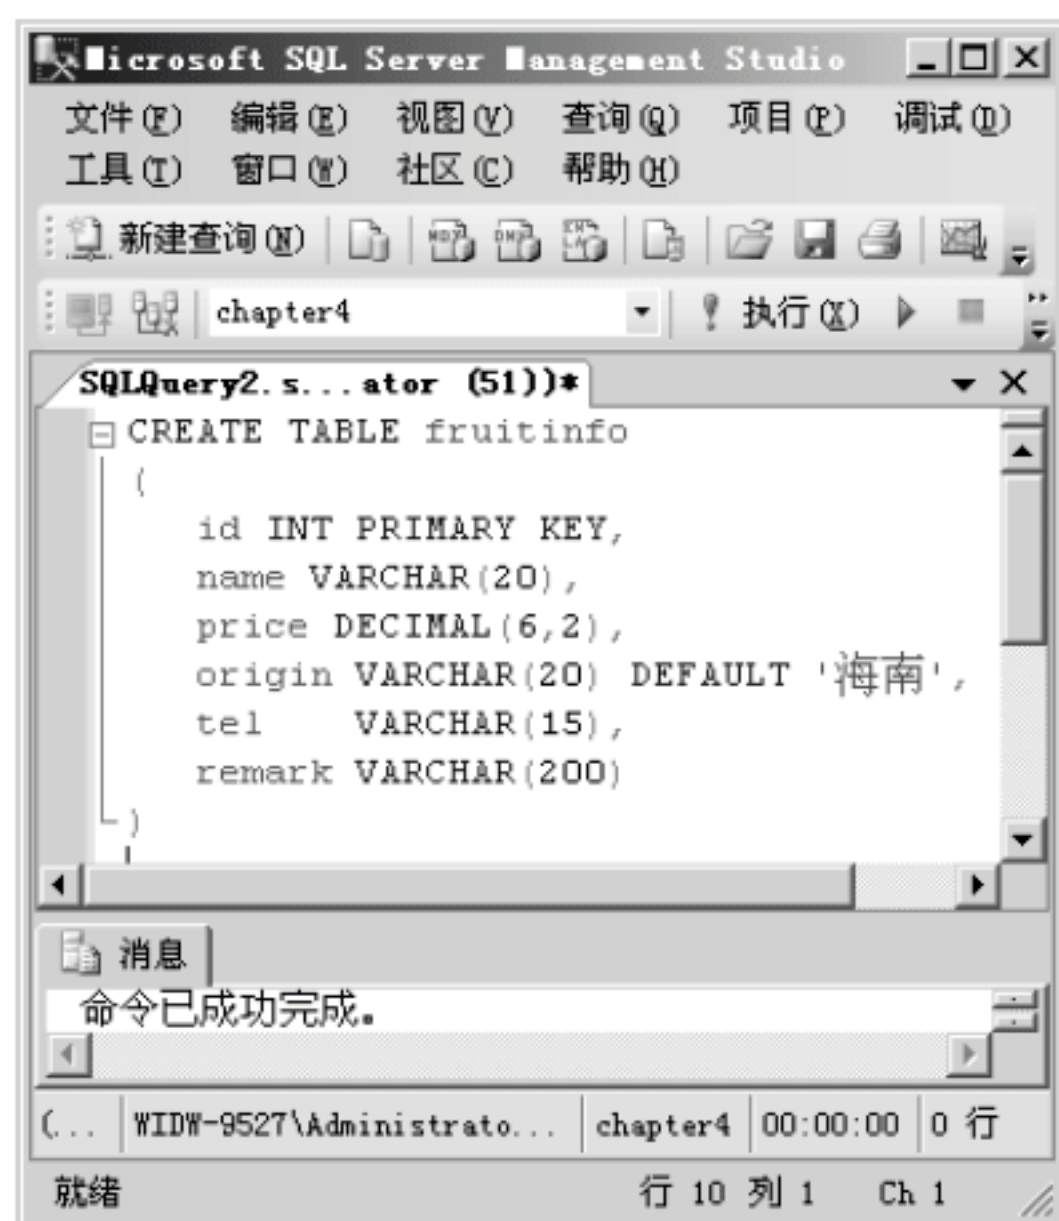 Microsoft SQL Server Management Studio
文件(F) 编辑(E) 视图(V) 查询(Q) 项目(P) 调试(D)
工具(T) 窗口(W) 社区(C) 帮助(H)
新建查询(N)
chapter4 执行(X)
SQLQuery2.s...ator (51))*
CREATE TABLE fruitinfo
(
id INT PRIMARY KEY,
name VARCHAR(20),
price DECIMAL(6,2),
origin VARCHAR(20) DEFAULT '海南',
tel VARCHAR(15),
remark VARCHAR(200)
)
消息
命令已成功完成。
(... WIDW-9527\Administrato... chapter4 00:00:00 0 行
就绪 行 10 列 1 Ch 1